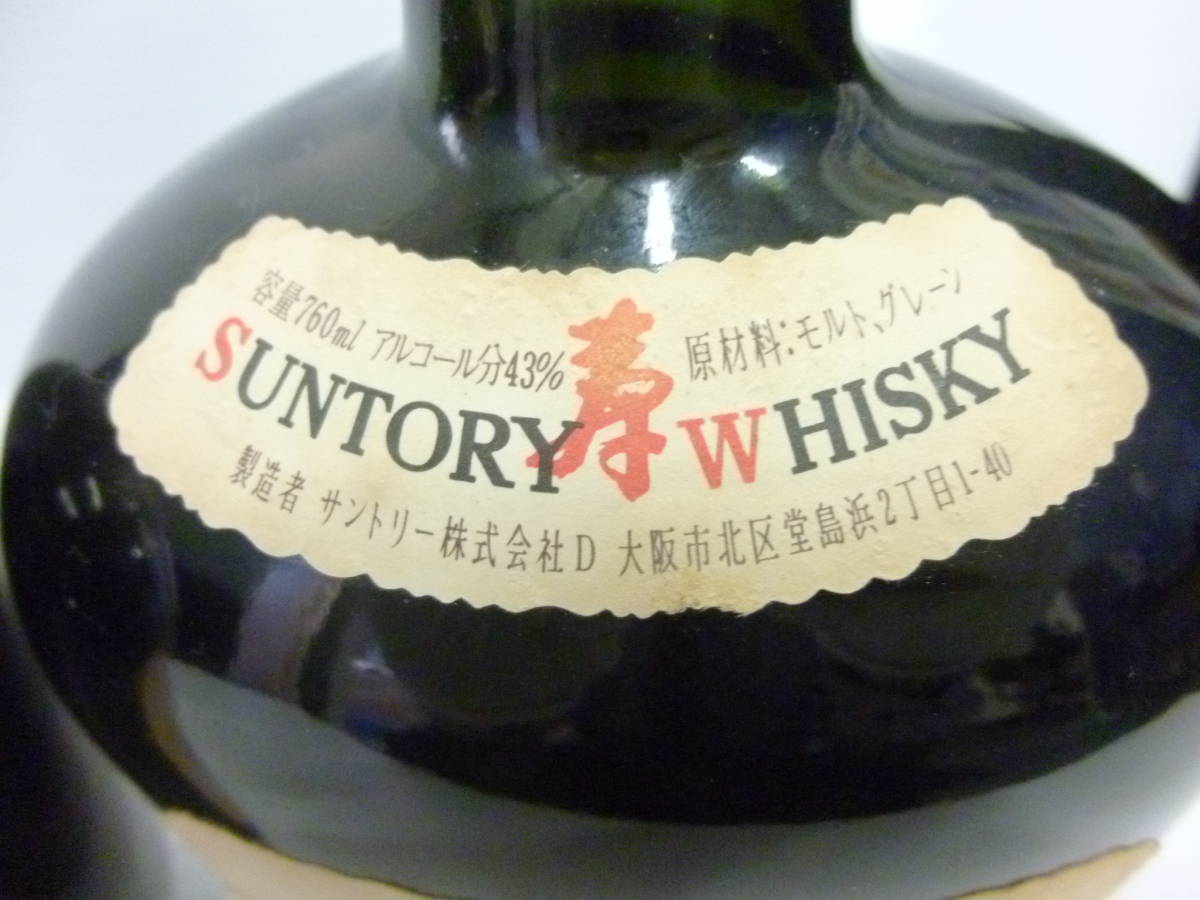 容量760ml アルコール分43% 原材料:モルト、グレーン
SUNTORY 寿 WHISKY
製造者 サントリー株式会社D 大阪市北区堂島浜2丁目1-40